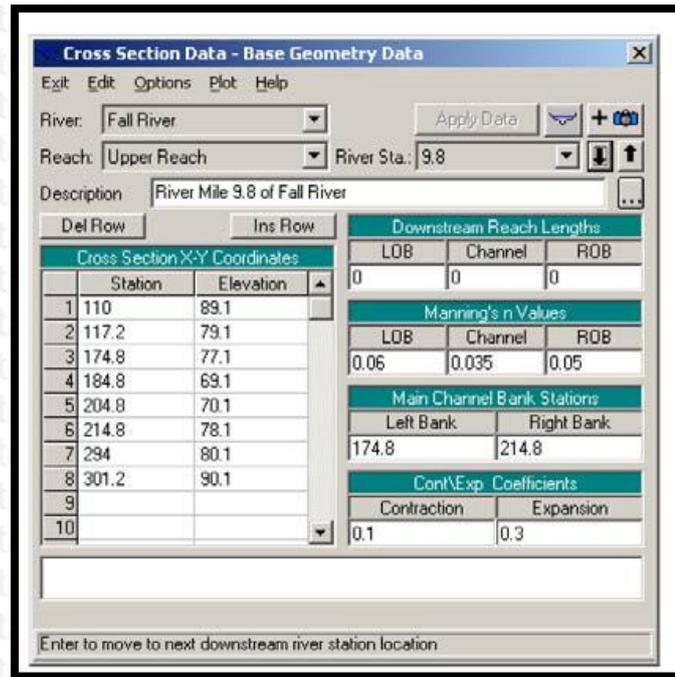 Cross Section Data - Base Geometry Data
Exit Edit Options Plot Help
River: Fall River Apply Data
Reach: Upper Reach River Sta.: 9.8
Description River Mile 9.8 of Fall River ...
Del Row Ins Row
Cross Section X-Y Coordinates
Station Elevation
1 110 89.1
2 117.2 79.1
3 174.8 77.1
4 184.8 69.1
5 204.8 70.1
6 214.8 78.1
7 294 80.1
8 301.2 90.1
9
10
Downstream Reach Lengths
LOB Channel ROB
0 0 0
Manning's n Values
LOB Channel ROB
0.06 0.035 0.05
Main Channel Bank Stations
Left Bank Right Bank
174.8 214.8
Cont\Exp Coefficients
Contraction Expansion
0.1 0.3
Enter to move to next downstream river station location